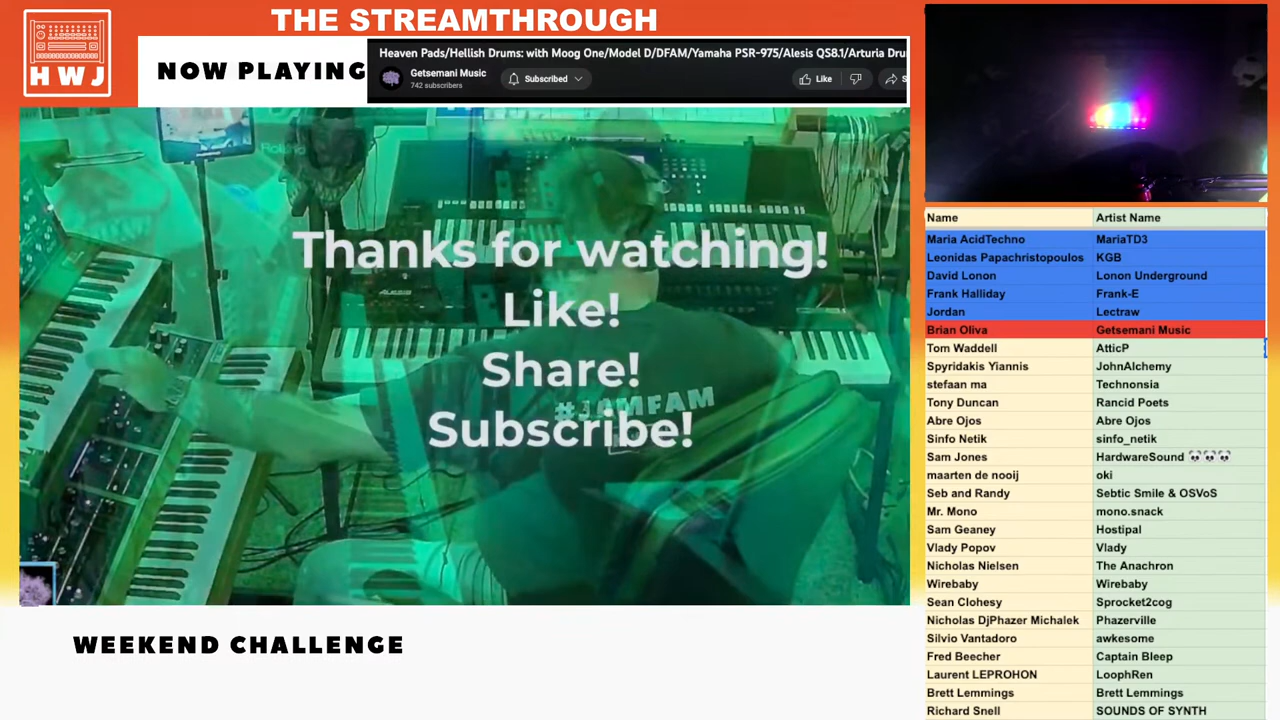 THE STREAMTHROUGH
HWJ
NOW PLAYING
Heaven Pads/Hellish Drums: with Moog One/Model D/DFAM/Yamaha PSR-975/Alesis QS8.1/Arturia Dru
Getsemani Music
742 subscribers
Subscribed
Like
S
Roland
Thanks for watching!
Like!
Share!
Subscribe!
#JAMFAM
ALESIS
WEEKEND CHALLENGE
Name Artist Name
Maria AcidTechno MariaTD3
Leonidas Papachristopoulos KGB
David Lonon Lonon Underground
Frank Halliday Frank-E
Jordan Lectraw
Brian Oliva Getsemani Music
Tom Waddell AtticP
Spyridakis Yiannis JohnAlchemy
stefaan ma Technonsia
Tony Duncan Rancid Poets
Abre Ojos Abre Ojos
Sinfo Netik sinfo_netik
Sam Jones HardwareSound 🐼🐼🐼
maarten de nooij oki
Seb and Randy Sebtic Smile & OSVoS
Mr. Mono mono.snack
Sam Geaney Hostipal
Vlady Popov Vlady
Nicholas Nielsen The Anachron
Wirebaby Wirebaby
Sean Clohesy Sprocket2cog
Nicholas DjPhazer Michalek Phazerville
Silvio Vantadoro awkesome
Fred Beecher Captain Bleep
Laurent LEPROHON LoophRen
Brett Lemmings Brett Lemmings
Richard Snell SOUNDS OF SYNTH